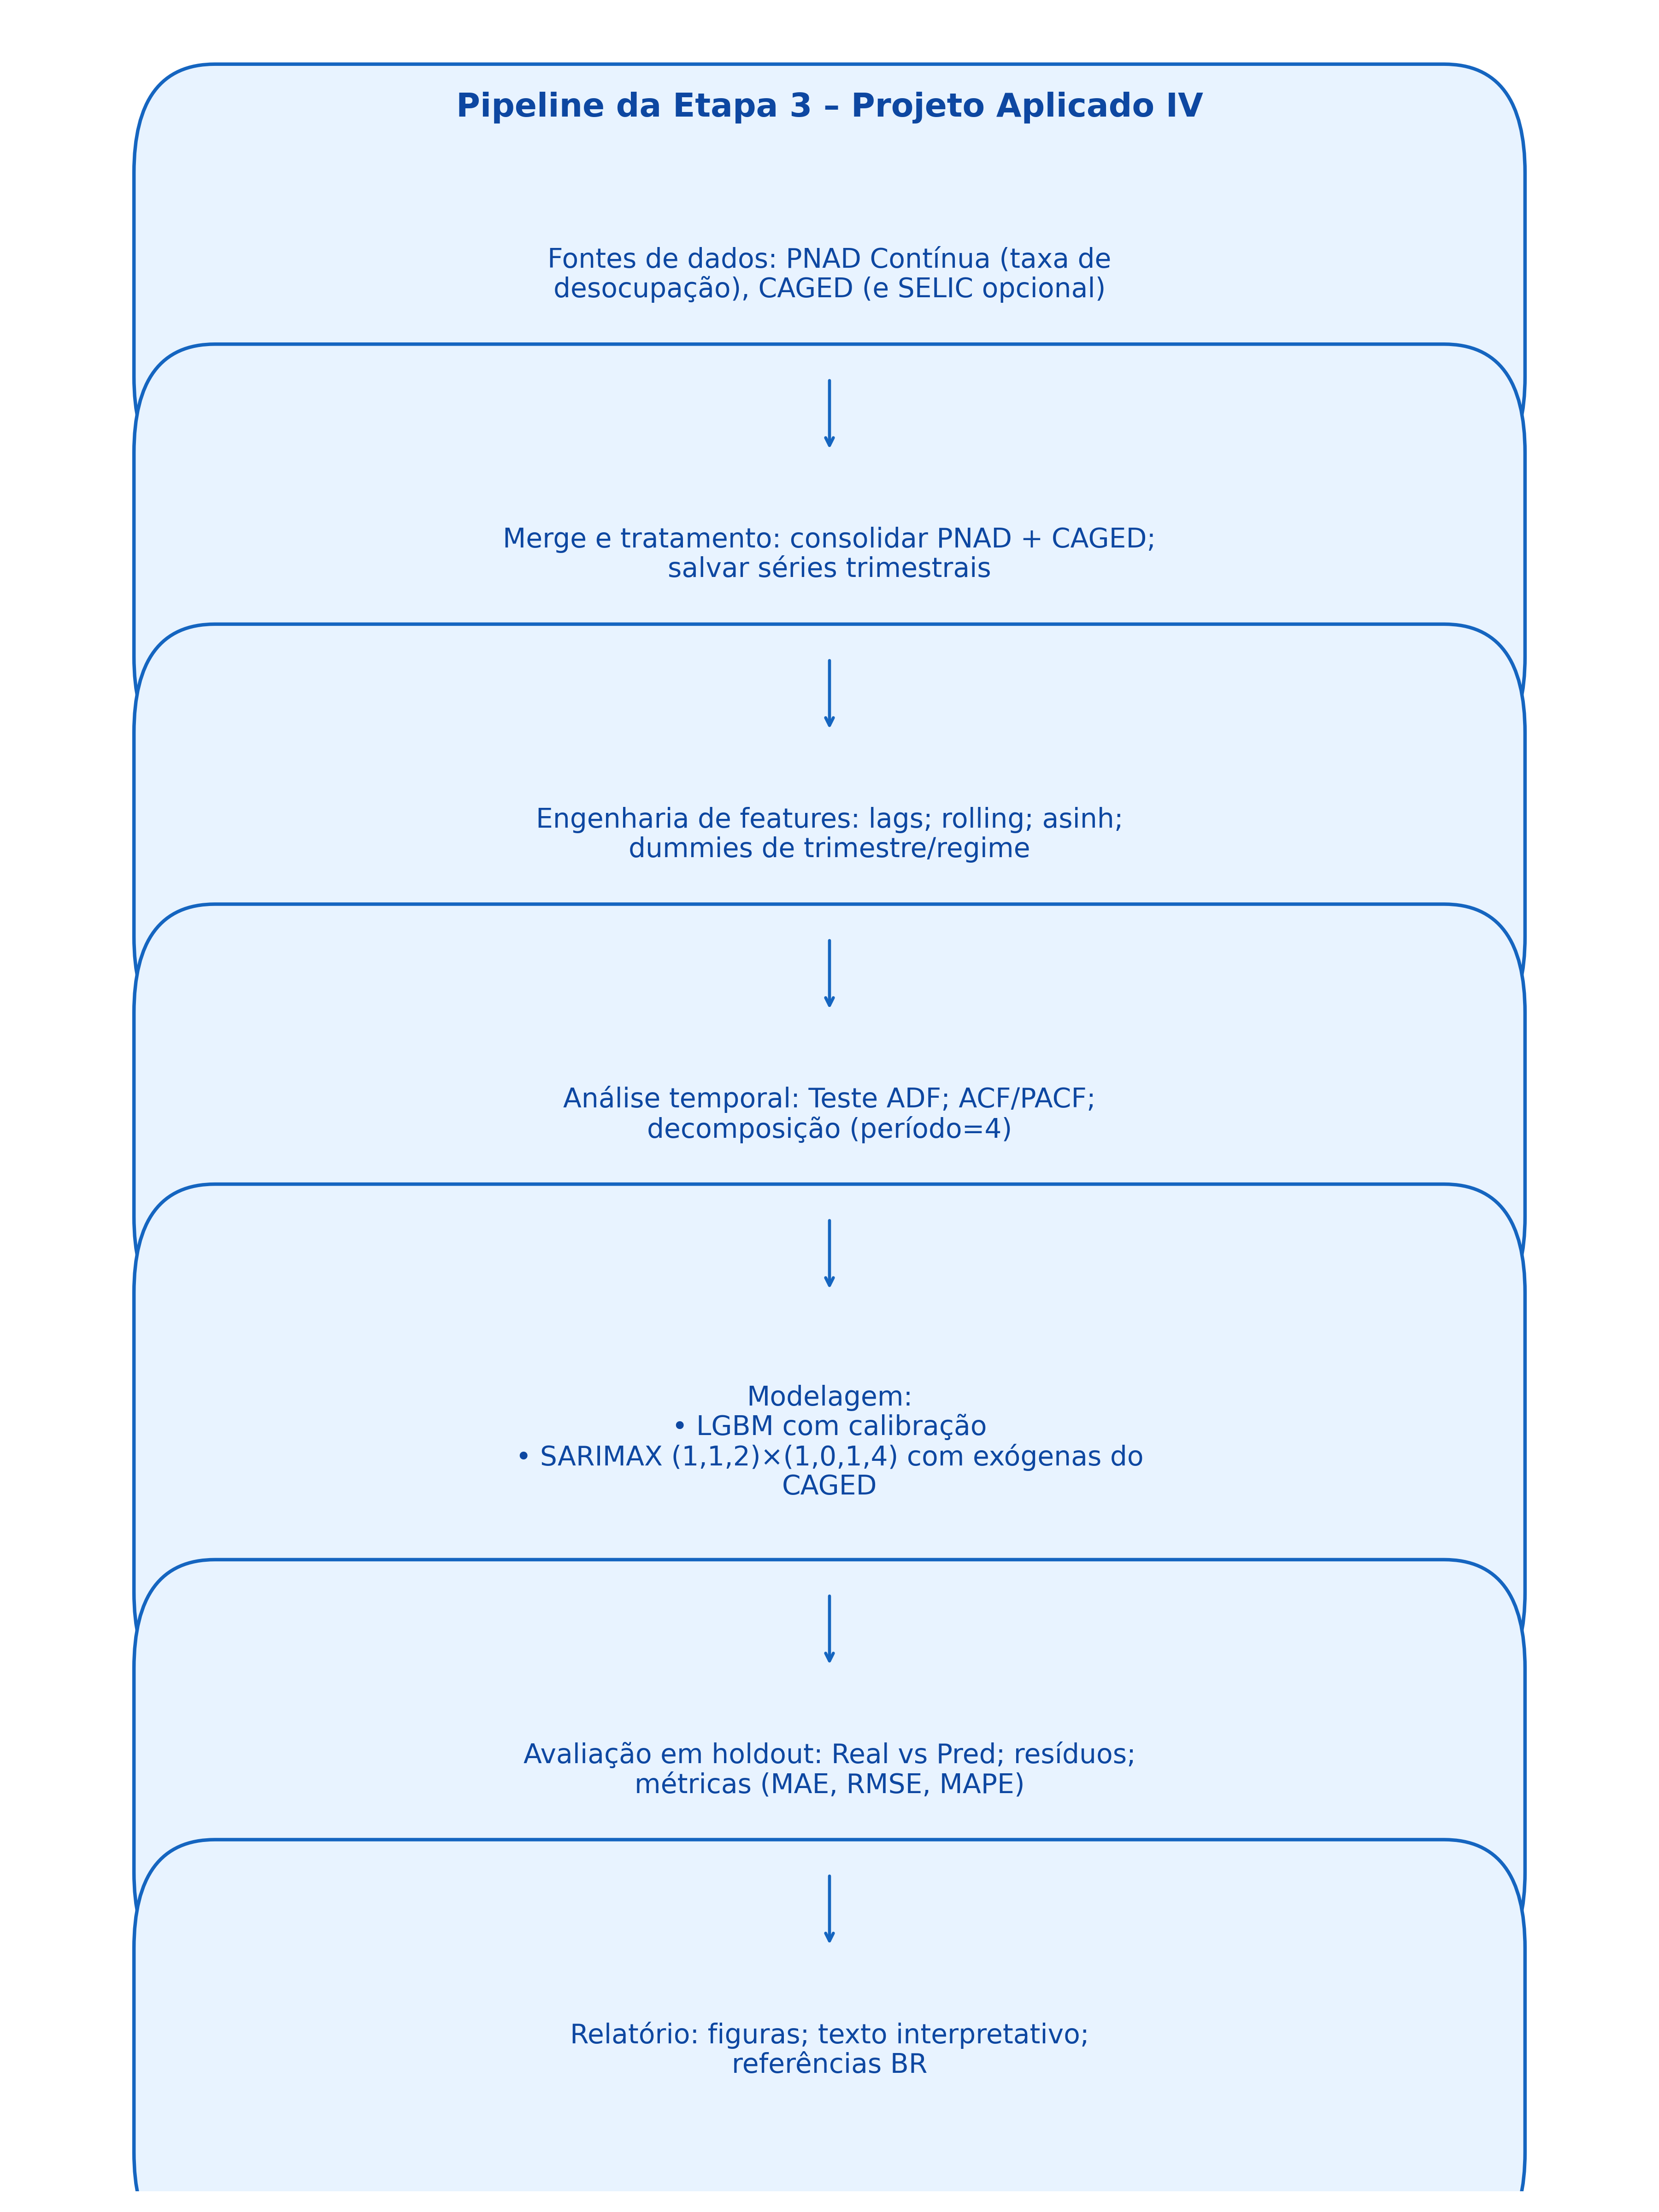 Pipeline da Etapa 3 – Projeto Aplicado IV
Fontes de dados: PNAD Contínua (taxa de
desocupação), CAGED (e SELIC opcional)
Merge e tratamento: consolidar PNAD + CAGED;
salvar séries trimestrais
Engenharia de features: lags; rolling; asinh;
dummies de trimestre/regime
Análise temporal: Teste ADF; ACF/PACF;
decomposição (período=4)
Modelagem:
• LGBM com calibração
• SARIMAX (1,1,2)×(1,0,1,4) com exógenas do
CAGED
Avaliação em holdout: Real vs Pred; resíduos;
métricas (MAE, RMSE, MAPE)
Relatório: figuras; texto interpretativo;
referências BR